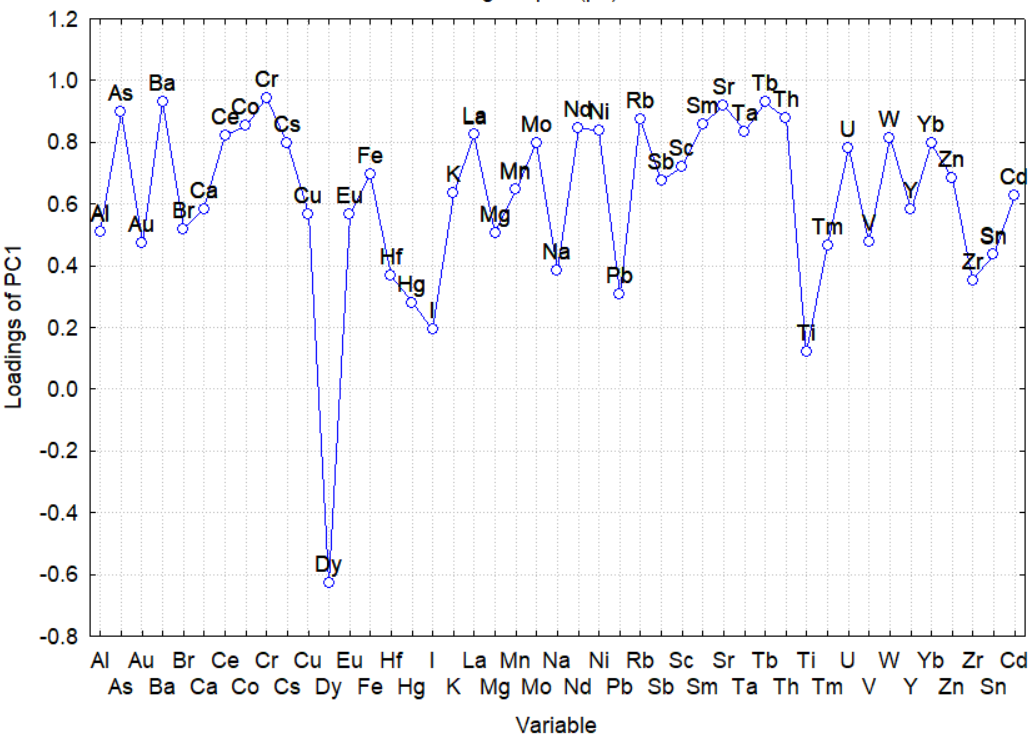 1.2
1.0
0.8
0.6
0.4
0.2
0.0
-0.2
-0.4
-0.6
-0.8
Loadings of PC1
Al As Au Ba Br Ca Ce Co Cr Cs Cu Dy Eu Fe Hf Hg I K La Mg Mn Mo Na Nd Ni Pb Rb Sb Sc Sm Sr Ta Tb Th Ti Tm U V W Y Yb Zn Zr Sn Cd
Al Au Br Ce Cr Cu Eu Hf I La Mn Na Ni Rb Sc Sr Tb Ti U W Yb Zr Cd
As Ba Ca Co Cs Dy Fe Hg K Mg Mo Nd Pb Sb Sm Ta Th Tm V Y Zn Sn
Variable